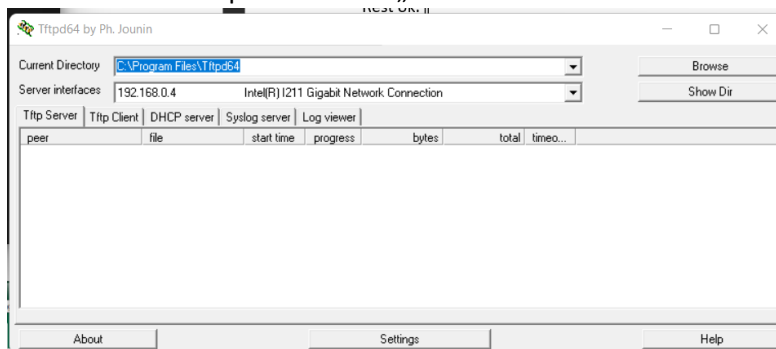 Rest ok. ||
Tftpd64 by Ph. Jounin
Current Directory C:\Program Files\Tftpd64 Browse
Server interfaces 192.168.0.4 Intel(R) I211 Gigabit Network Connection Show Dir
Tftp Server Tftp Client DHCP server Syslog server Log viewer
peer file start time progress bytes total timeo...
About Settings Help